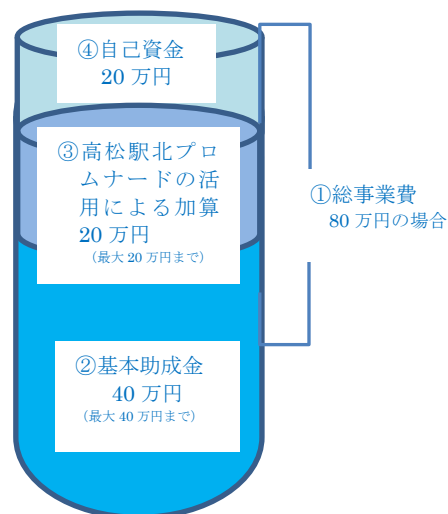 ④自己資金
20 万円
③高松駅北プロ
ムナードの活
用による加算
20 万円
（最大 20 万円まで）
①総事業費
80 万円の場合
②基本助成金
40 万円
（最大 40 万円まで）